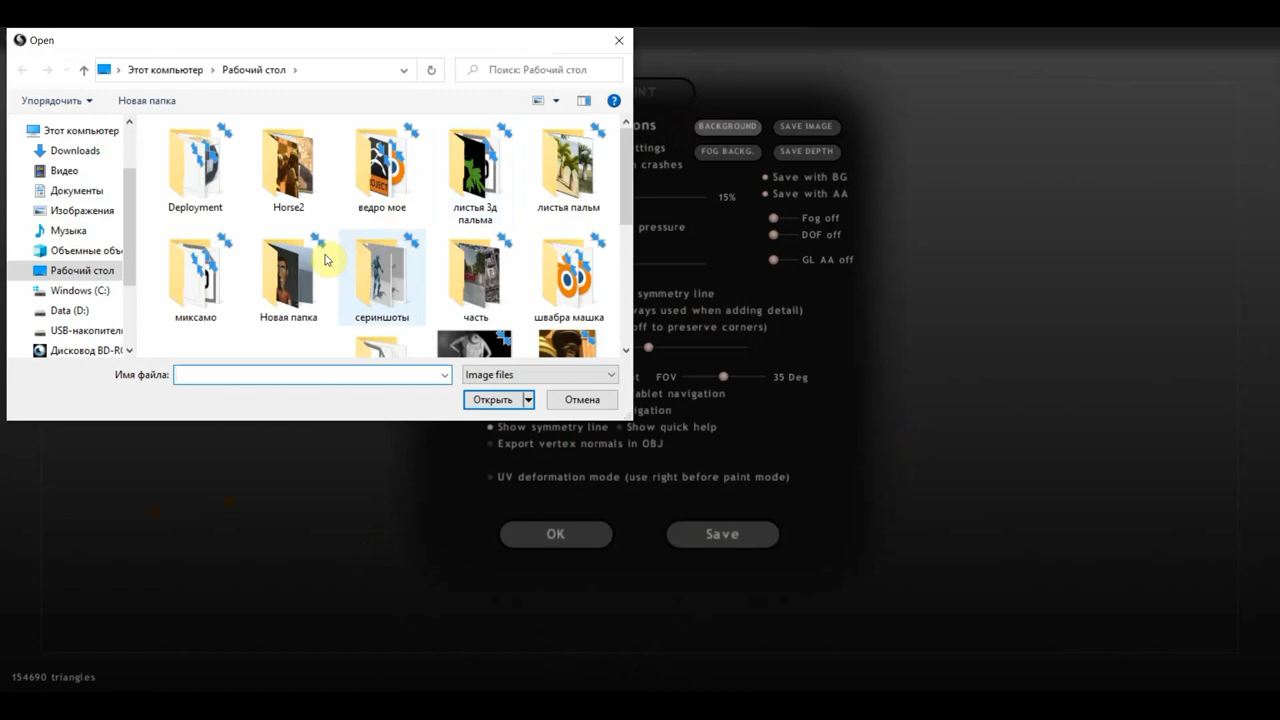 Open
Этот компьютер › Рабочий стол ›
Поиск: Рабочий стол
Упорядочить
Новая папка
Этот компьютер
Downloads
Видео
Документы
Изображения
Музыка
Объемные объ
Рабочий стол
Windows (C:)
Data (D:)
USB-накопитель
Дисковод BD-RO
Deployment
Horse2
ведро мое
листья 3д
пальма
листья пальм
миксамо
Новая папка
сериншоты
часть
швабра машка
Имя файла:
Image files
Открыть
Отмена
BACKGROUND
SAVE IMAGE
FOG BACKG.
SAVE DEPTH
Save with BG
Save with AA
15%
Fog off
pressure
DOF off
GL AA off
symmetry line
ways used when adding detail)
off to preserve corners)
FOV
35 Deg
ablet navigation
igation
Show symmetry line
Show quick help
Export vertex normals in OBJ
UV deformation mode (use right before paint mode)
OK
Save
154690 triangles